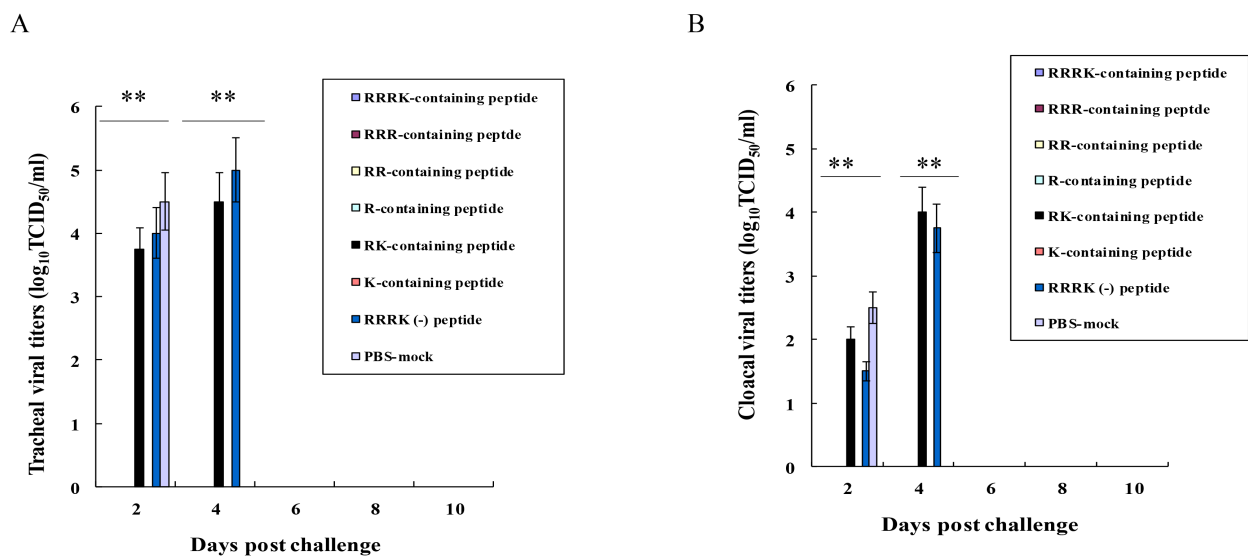 A
Tracheal viral titers (log10TCID50/ml)
6
5
4
3
2
1
0
** **
2 4 6 8 10
Days post challenge
RRRK-containing peptide
RRR-containing peptde
RR-containing peptide
R-containing peptide
RK-containing peptide
K-containing peptide
RRRK (-) peptide
PBS-mock
B
Cloacal viral titers (log10TCID50/ml)
6
5
4
3
2
1
0
** **
2 4 6 8 10
Days post challenge
RRRK-containing peptide
RRR-containing peptde
RR-containing peptide
R-containing peptide
RK-containing peptide
K-containing peptide
RRRK (-) peptide
PBS-mock